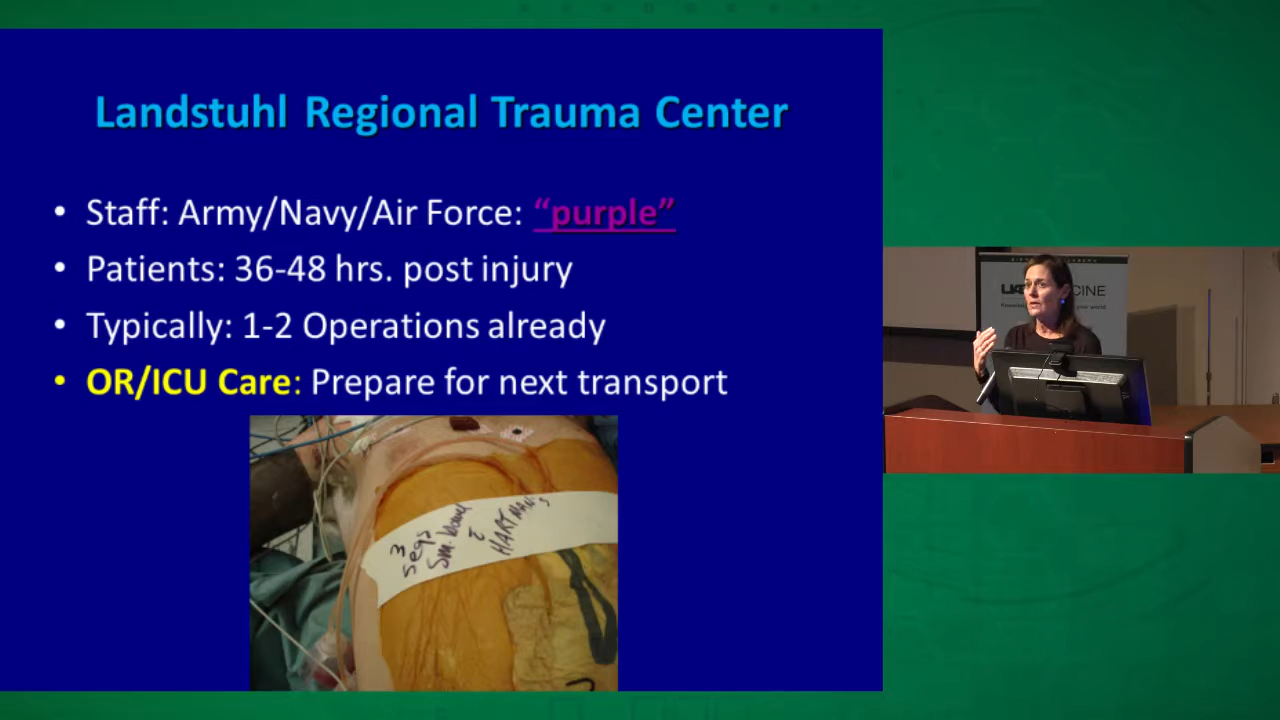 Landstuhl Regional Trauma Center
• Staff: Army/Navy/Air Force: “purple”
• Patients: 36-48 hrs. post injury
• Typically: 1-2 Operations already
• OR/ICU Care: Prepare for next transport
3
segs
Sm. bowel
&
HARTMAN'S
CINE